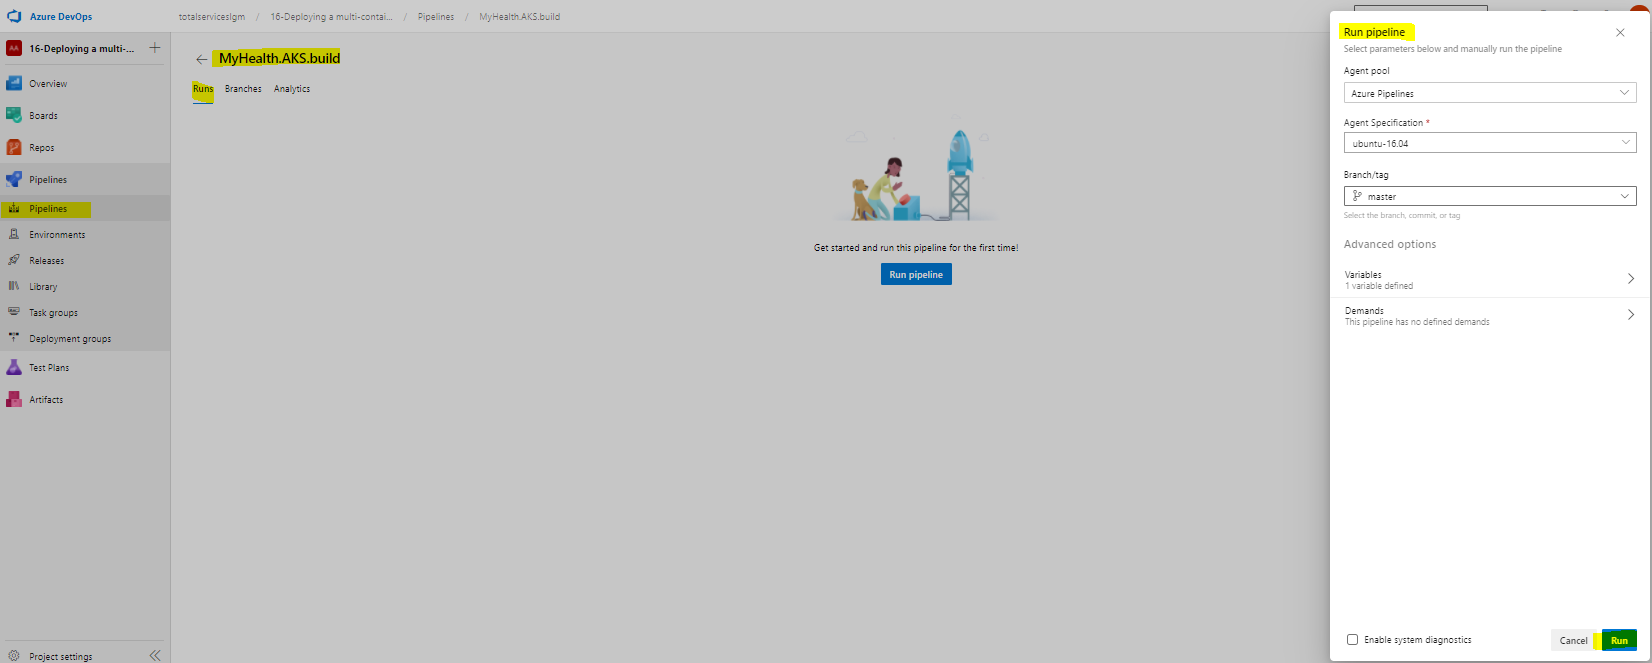 Azure DevOps
totalserviceslgm / 16-Deploying a multi-contai... / Pipelines / MyHealth.AKS.build
AA 16-Deploying a multi-...
Overview
Boards
Repos
Pipelines
Pipelines
Environments
Releases
Library
Task groups
Deployment groups
Test Plans
Artifacts
Project settings
MyHealth.AKS.build
Runs Branches Analytics
Get started and run this pipeline for the first time!
Run pipeline
Run pipeline
Select parameters below and manually run the pipeline
Agent pool
Azure Pipelines
Agent Specification *
ubuntu-16.04
Branch/tag
master
Select the branch, commit, or tag
Advanced options
Variables
1 variable defined
Demands
This pipeline has no defined demands
Enable system diagnostics
Cancel Run